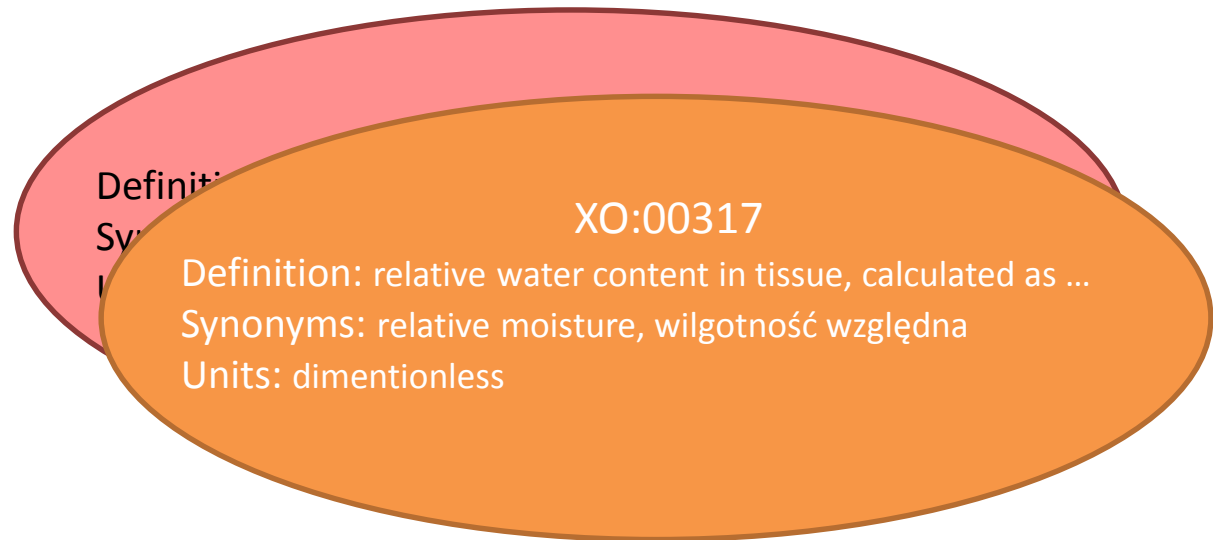 XO:00317
Definition: relative water content in tissue, calculated as …
Synonyms: relative moisture, wilgotność względna
Units: dimentionless